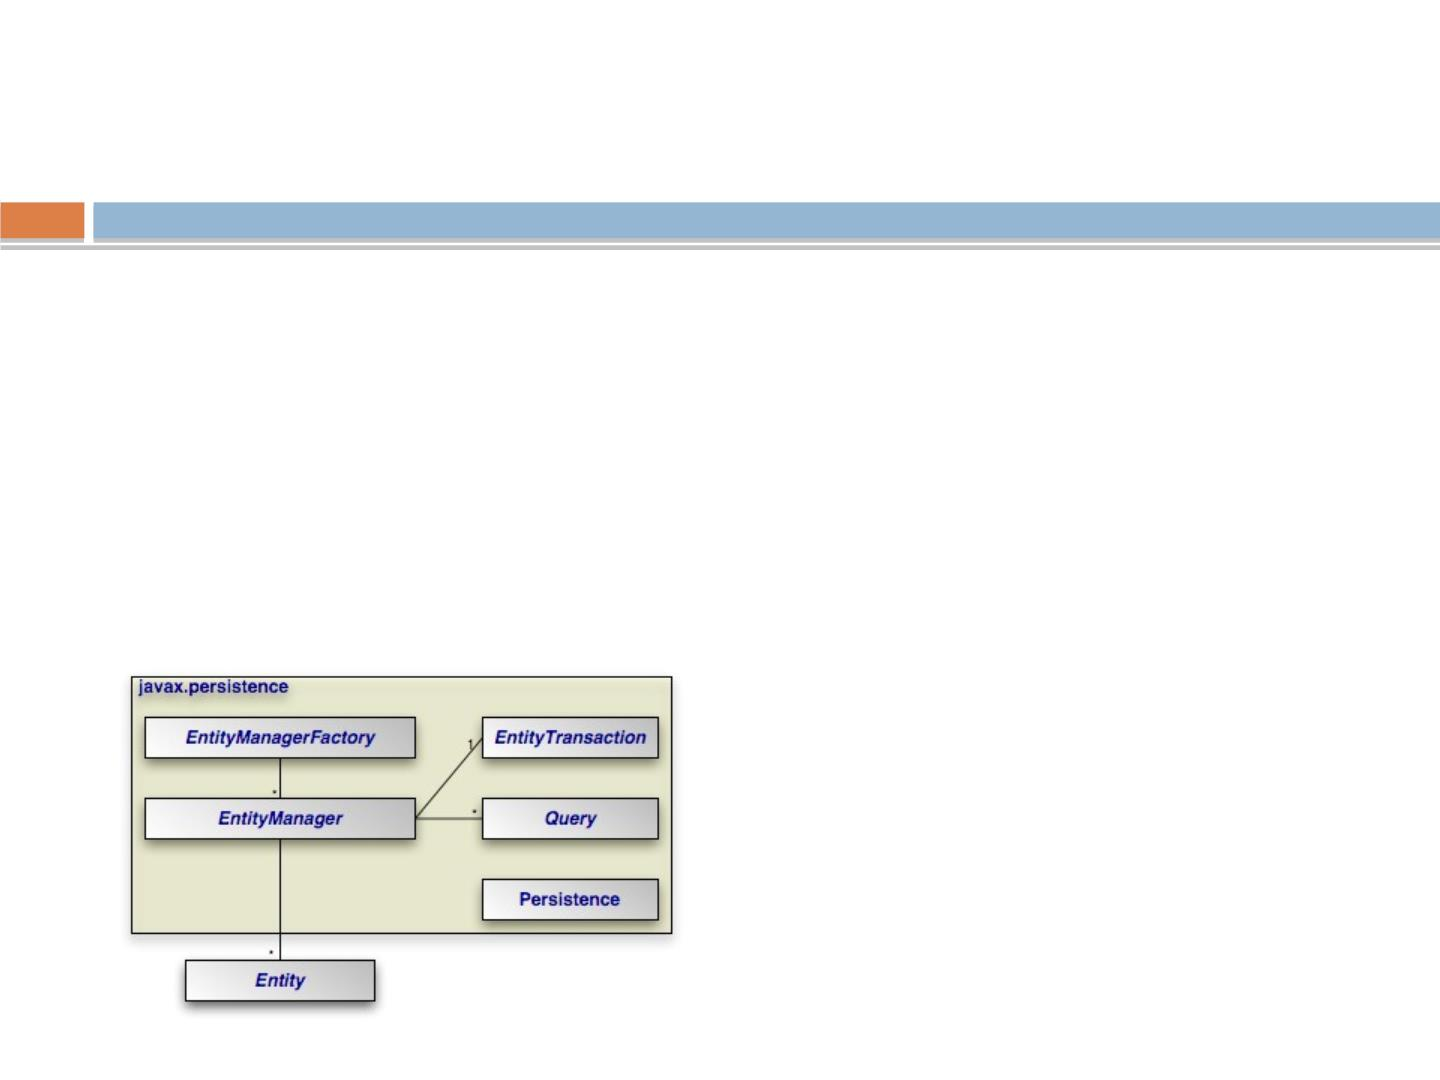 javax.persistence
EntityManagerFactory
1
EntityTransaction
*
EntityManager
*
Query
Persistence
*
Entity